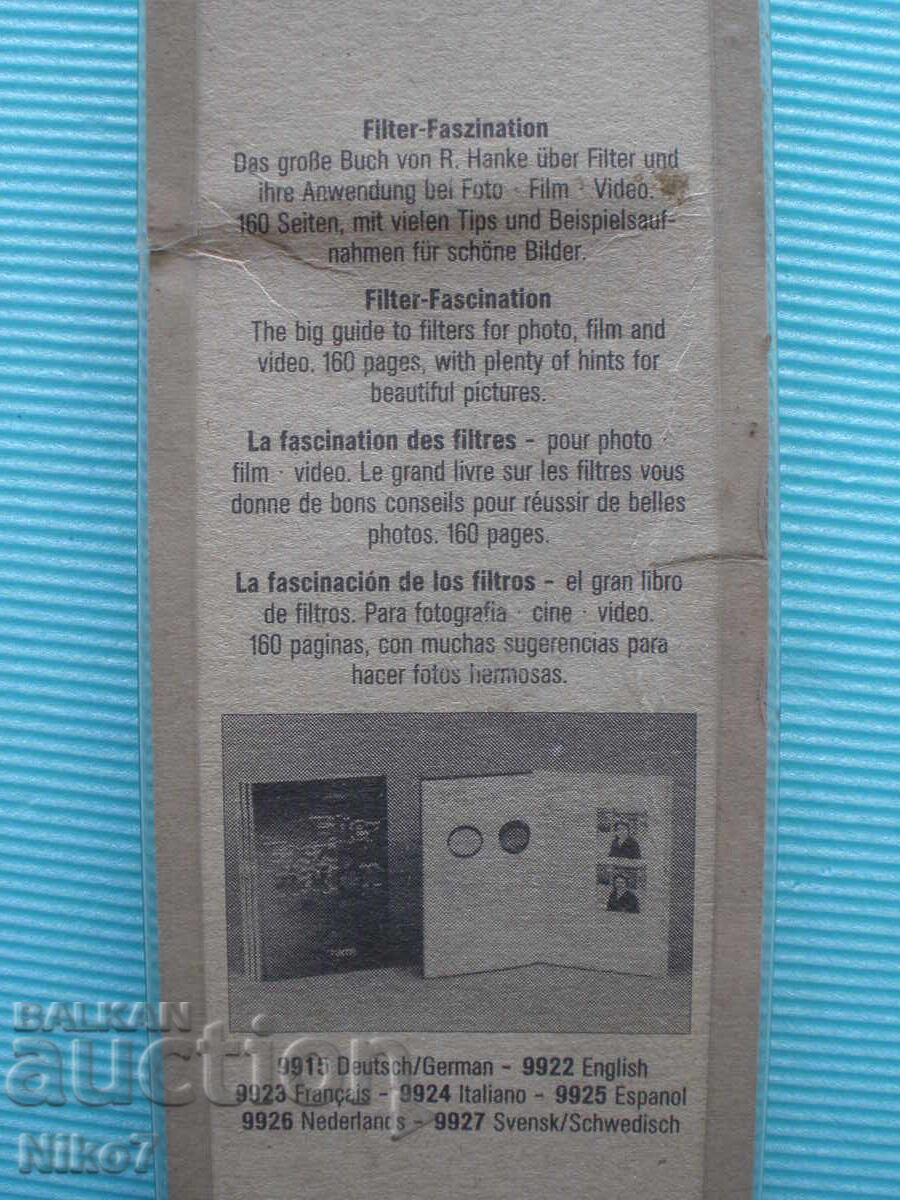 Filter-Faszination
Das große Buch von R. Hanke über Filter und
ihre Anwendung bei Foto · Film · Video.
160 Seiten, mit vielen Tips und Beispielsauf-
nahmen für schöne Bilder.
Filter-Fascination
The big guide to filters for photo, film and
video. 160 pages, with plenty of hints for
beautiful pictures.
La fascination des filtres - pour photo ·
film · video. Le grand livre sur les filtres vous
donne de bons conseils pour réussir de belles
photos. 160 pages.
La fascinación de los filtros - el gran libro
de filtros. Para fotografia · cine · video.
160 paginas, con muchas sugerencias para
hacer fotos hermosas.
9915 Deutsch/German - 9922 English
9923 Français - 9924 Italiano - 9925 Espanol
9926 Nederlands - 9927 Svensk/Schwedisch
BALKAN
auction
Niko7